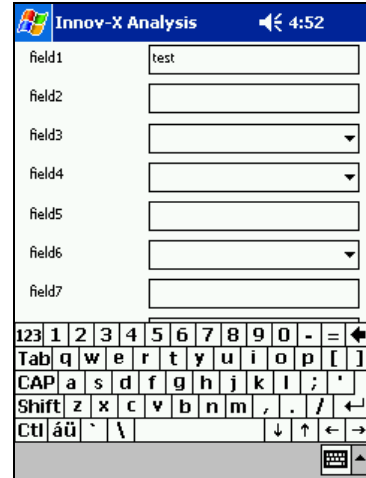 Innov-X Analysis 4:52
field1 test
field2
field3
field4
field5
field6
field7
123 1 2 3 4 5 6 7 8 9 0 - =
Tab q w e r t y u i o p [ ]
CAP a s d f g h j k l ; '
Shift z x c v b n m , . / ↵
Ctl áü ` \ ↓ ↑ ← →